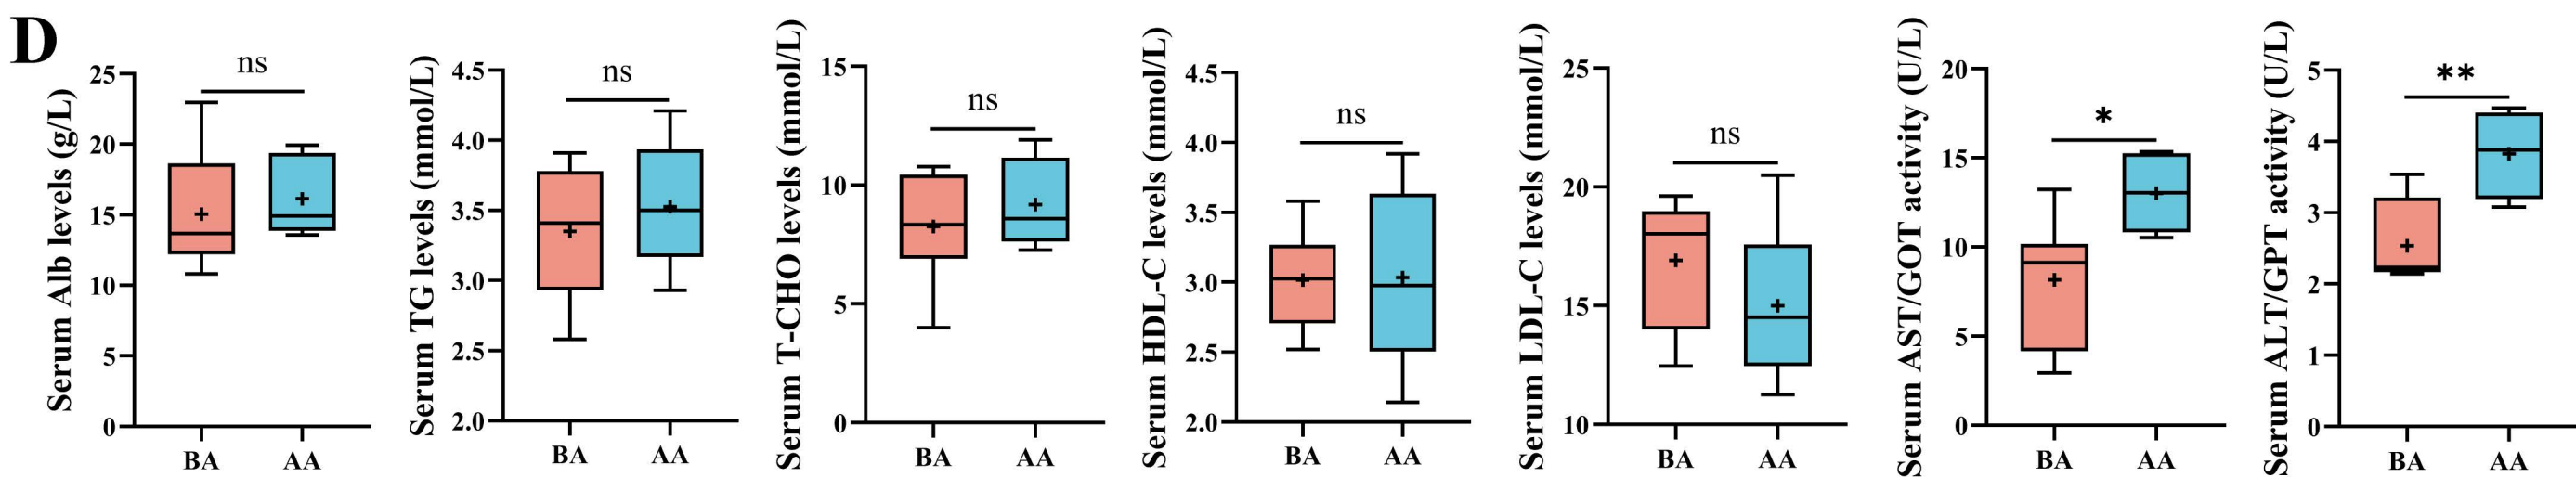 D
Serum Alb levels (g/L)
25
20
15
10
5
0
ns
BA AA
Serum TG levels (mmol/L)
4.5
4.0
3.5
3.0
2.5
2.0
ns
BA AA
Serum T-CHO levels (mmol/L)
15
10
5
0
ns
BA AA
Serum HDL-C levels (mmol/L)
4.5
4.0
3.5
3.0
2.5
2.0
ns
BA AA
Serum LDL-C levels (mmol/L)
25
20
15
10
ns
BA AA
Serum AST/GOT activity (U/L)
20
15
10
5
0
*
BA AA
Serum ALT/GPT activity (U/L)
5
4
3
2
1
0
**
BA AA